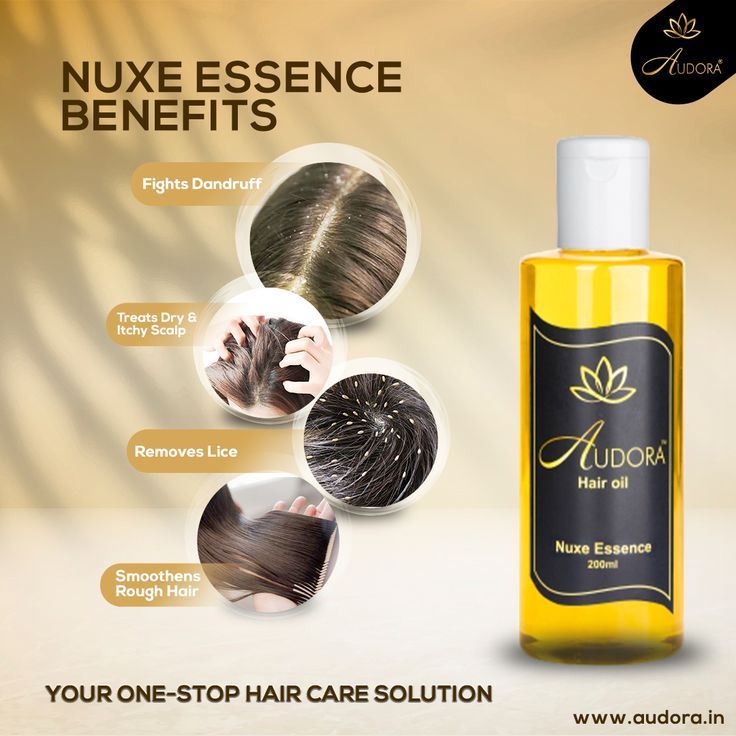 AUDORA®
NUXE ESSENCE
BENEFITS
Fights Dandruff
Treats Dry &
Itchy Scalp
Removes Lice
Smoothens
Rough Hair
AUDORA™
Hair oil
Nuxe Essence
200ml
YOUR ONE-STOP HAIR CARE SOLUTION
www.audora.in